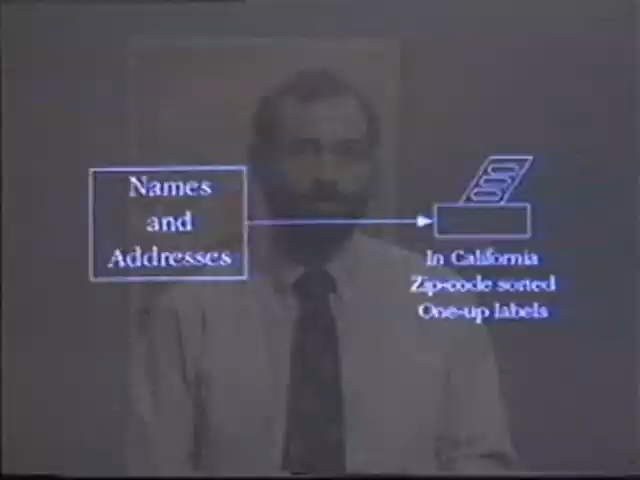 Names
and
Addresses
In California
Zip-code sorted
One-up labels